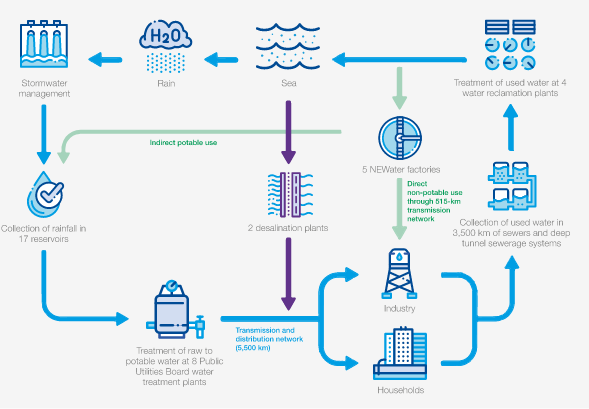 H2O
Stormwater
management
Rain
Sea
Treatment of used water at 4
water reclamation plants
Indirect potable use
5 NEWater factories
Direct
non-potable use
through 515-km
transmission
network
Collection of rainfall in
17 reservoirs
2 desalination plants
Collection of used water in
3,500 km of sewers and deep
tunnel sewerage systems
Industry
Transmission and
distribution network
(5,500 km)
Treatment of raw to
potable water at 8 Public
Utilities Board water
treatment plants
Households